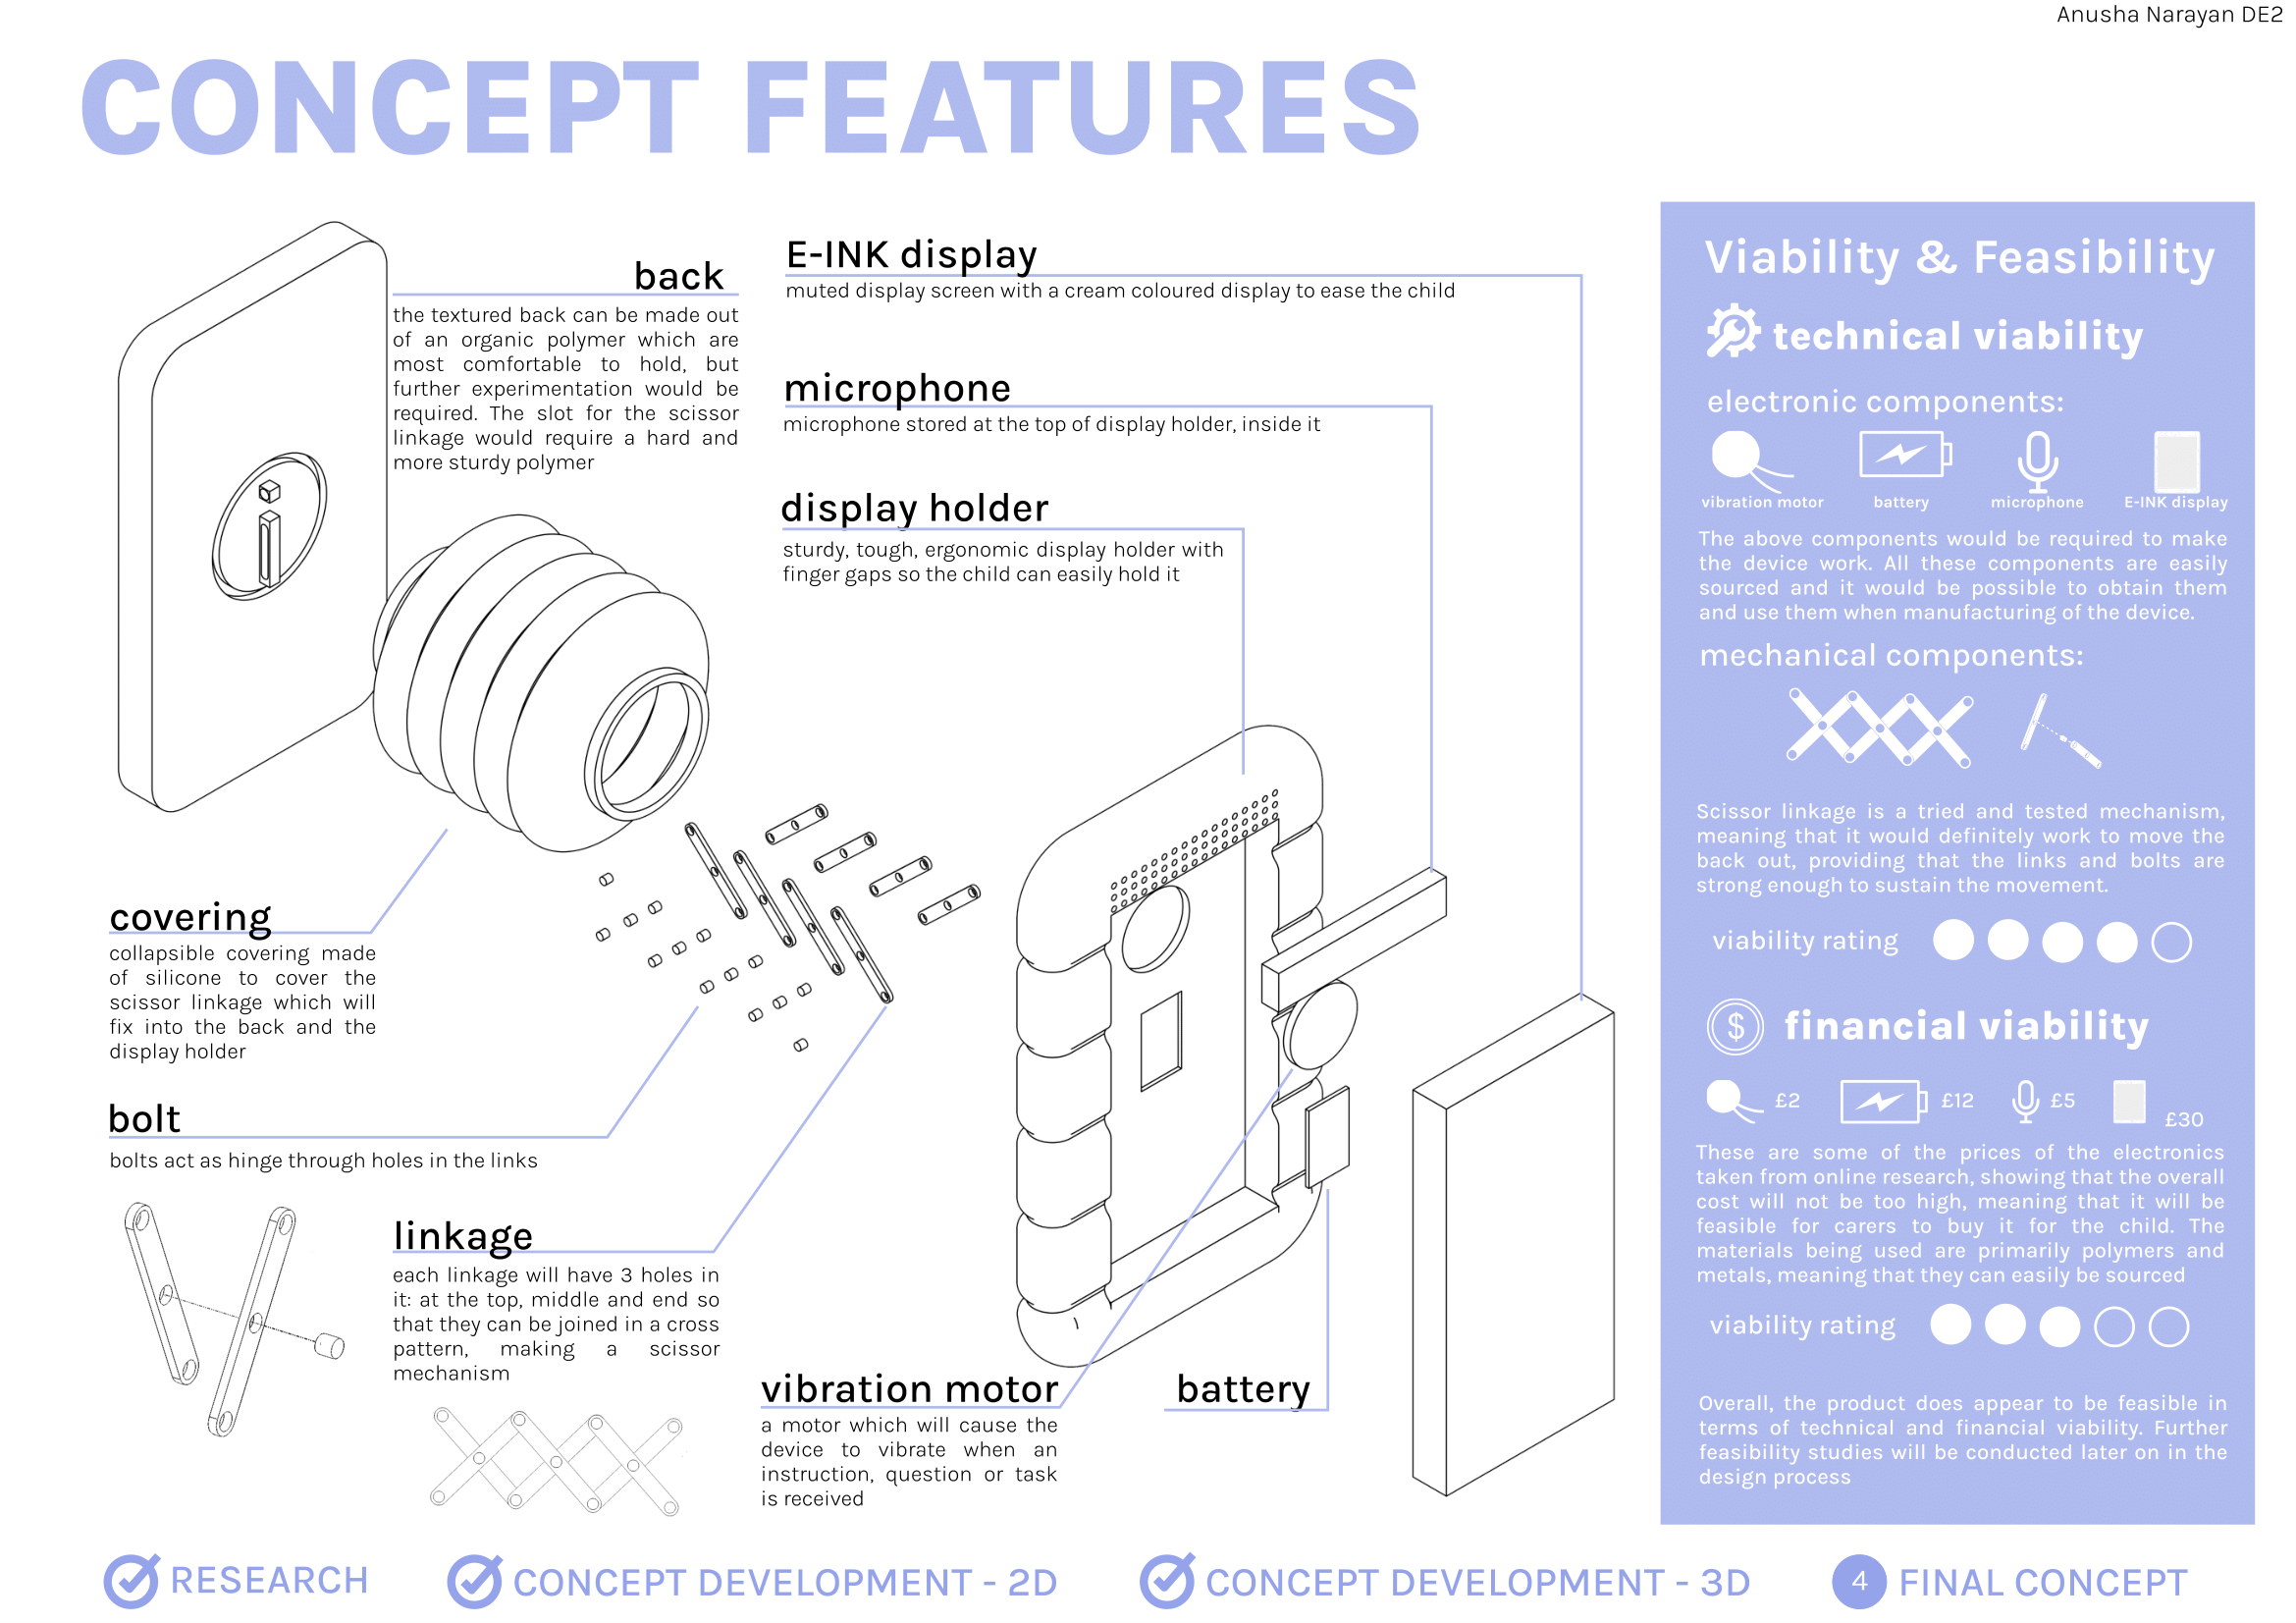 Anusha Narayan DE2
CONCEPT FEATURES
back
the textured back can be made out
of an organic polymer which are
most comfortable to hold, but
further experimentation would be
required. The slot for the scissor
linkage would require a hard and
more sturdy polymer
E-INK display
muted display screen with a cream coloured display to ease the child
microphone
microphone stored at the top of display holder, inside it
display holder
sturdy, tough, ergonomic display holder with
finger gaps so the child can easily hold it
covering
collapsible covering made
of silicone to cover the
scissor linkage which will
fix into the back and the
display holder
bolt
bolts act as hinge through holes in the links
linkage
each linkage will have 3 holes in
it: at the top, middle and end so
that they can be joined in a cross
pattern, making a scissor
mechanism
vibration motor
a motor which will cause the
device to vibrate when an
instruction, question or task
is received
battery
Viability & Feasibility
technical viability
electronic components:
vibration motor battery microphone E-INK display
The above components would be required to make
the device work. All these components are easily
sourced and it would be possible to obtain them
and use them when manufacturing of the device.
mechanical components:
Scissor linkage is a tried and tested mechanism,
meaning that it would definitely work to move the
back out, providing that the links and bolts are
strong enough to sustain the movement.
viability rating
$ financial viability
£2 £12 £5 £30
These are some of the prices of the electronics
taken from online research, showing that the overall
cost will not be too high, meaning that it will be
feasible for carers to buy it for the child. The
materials being used are primarily polymers and
metals, meaning that they can easily be sourced
viability rating
Overall, the product does appear to be feasible in
terms of technical and financial viability. Further
feasibility studies will be conducted later on in the
design process
RESEARCH CONCEPT DEVELOPMENT - 2D CONCEPT DEVELOPMENT - 3D 4 FINAL CONCEPT